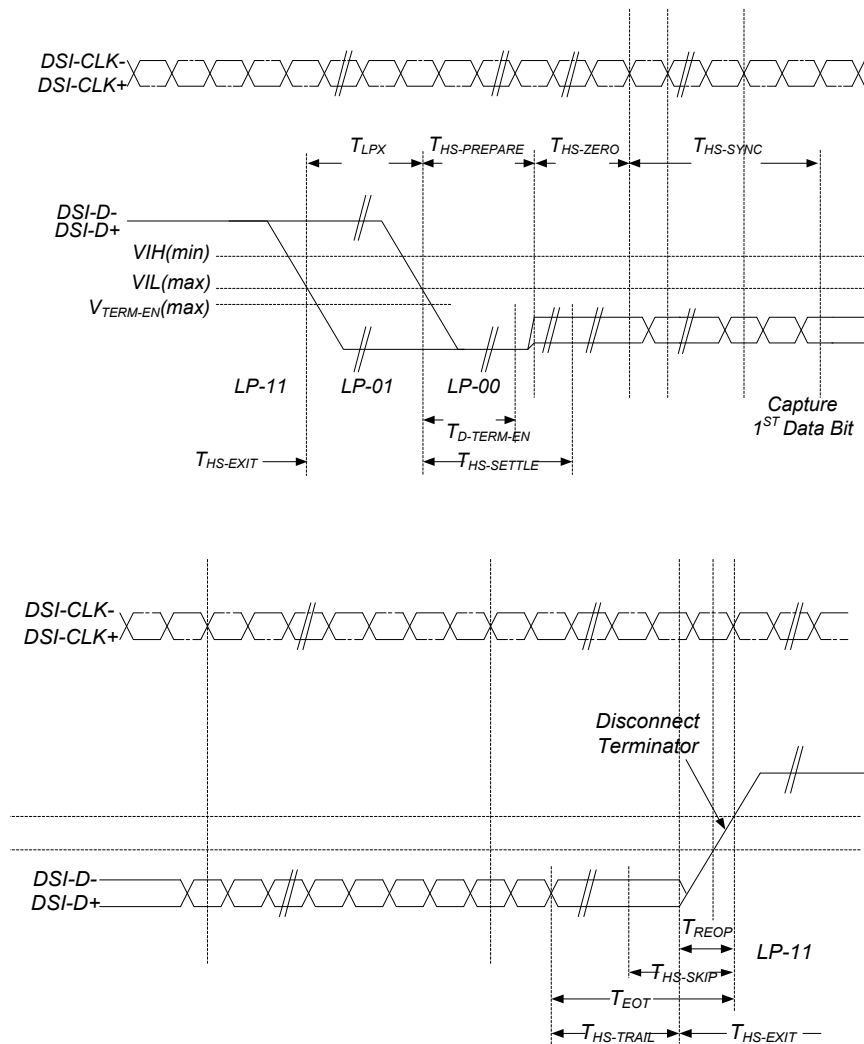 DSI-CLK-
DSI-CLK+
TLPX
THS-PREPARE
THS-ZERO
THS-SYNC
DSI-D-
DSI-D+
VIH(min)
VIL(max)
VTERM-EN(max)
LP-11
LP-01
LP-00
Capture
1ST Data Bit
TD-TERM-EN
THS-EXIT
THS-SETTLE
DSI-CLK-
DSI-CLK+
Disconnect
Terminator
DSI-D-
DSI-D+
TREOP
LP-11
THS-SKIP
TEOT
THS-TRAIL
THS-EXIT